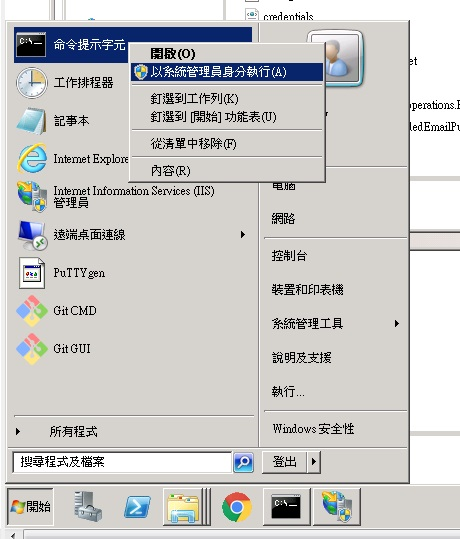 credentials
命令提示字元
開啟(O)
以系統管理員身分執行(A)
釘選到工作列(K)
釘選到 [開始] 功能表(U)
從清單中移除(F)
內容(R)
工作排程器
記事本
Internet Explore
Internet Information Services (IIS)
管理員
遠端桌面連線
PuTTYgen
Git CMD
Git GUI
所有程式
搜尋程式及檔案
電腦
網路
控制台
裝置和印表機
系統管理工具
說明及支援
執行...
Windows 安全性
登出
開始
et
operations.E
dedEmailPu